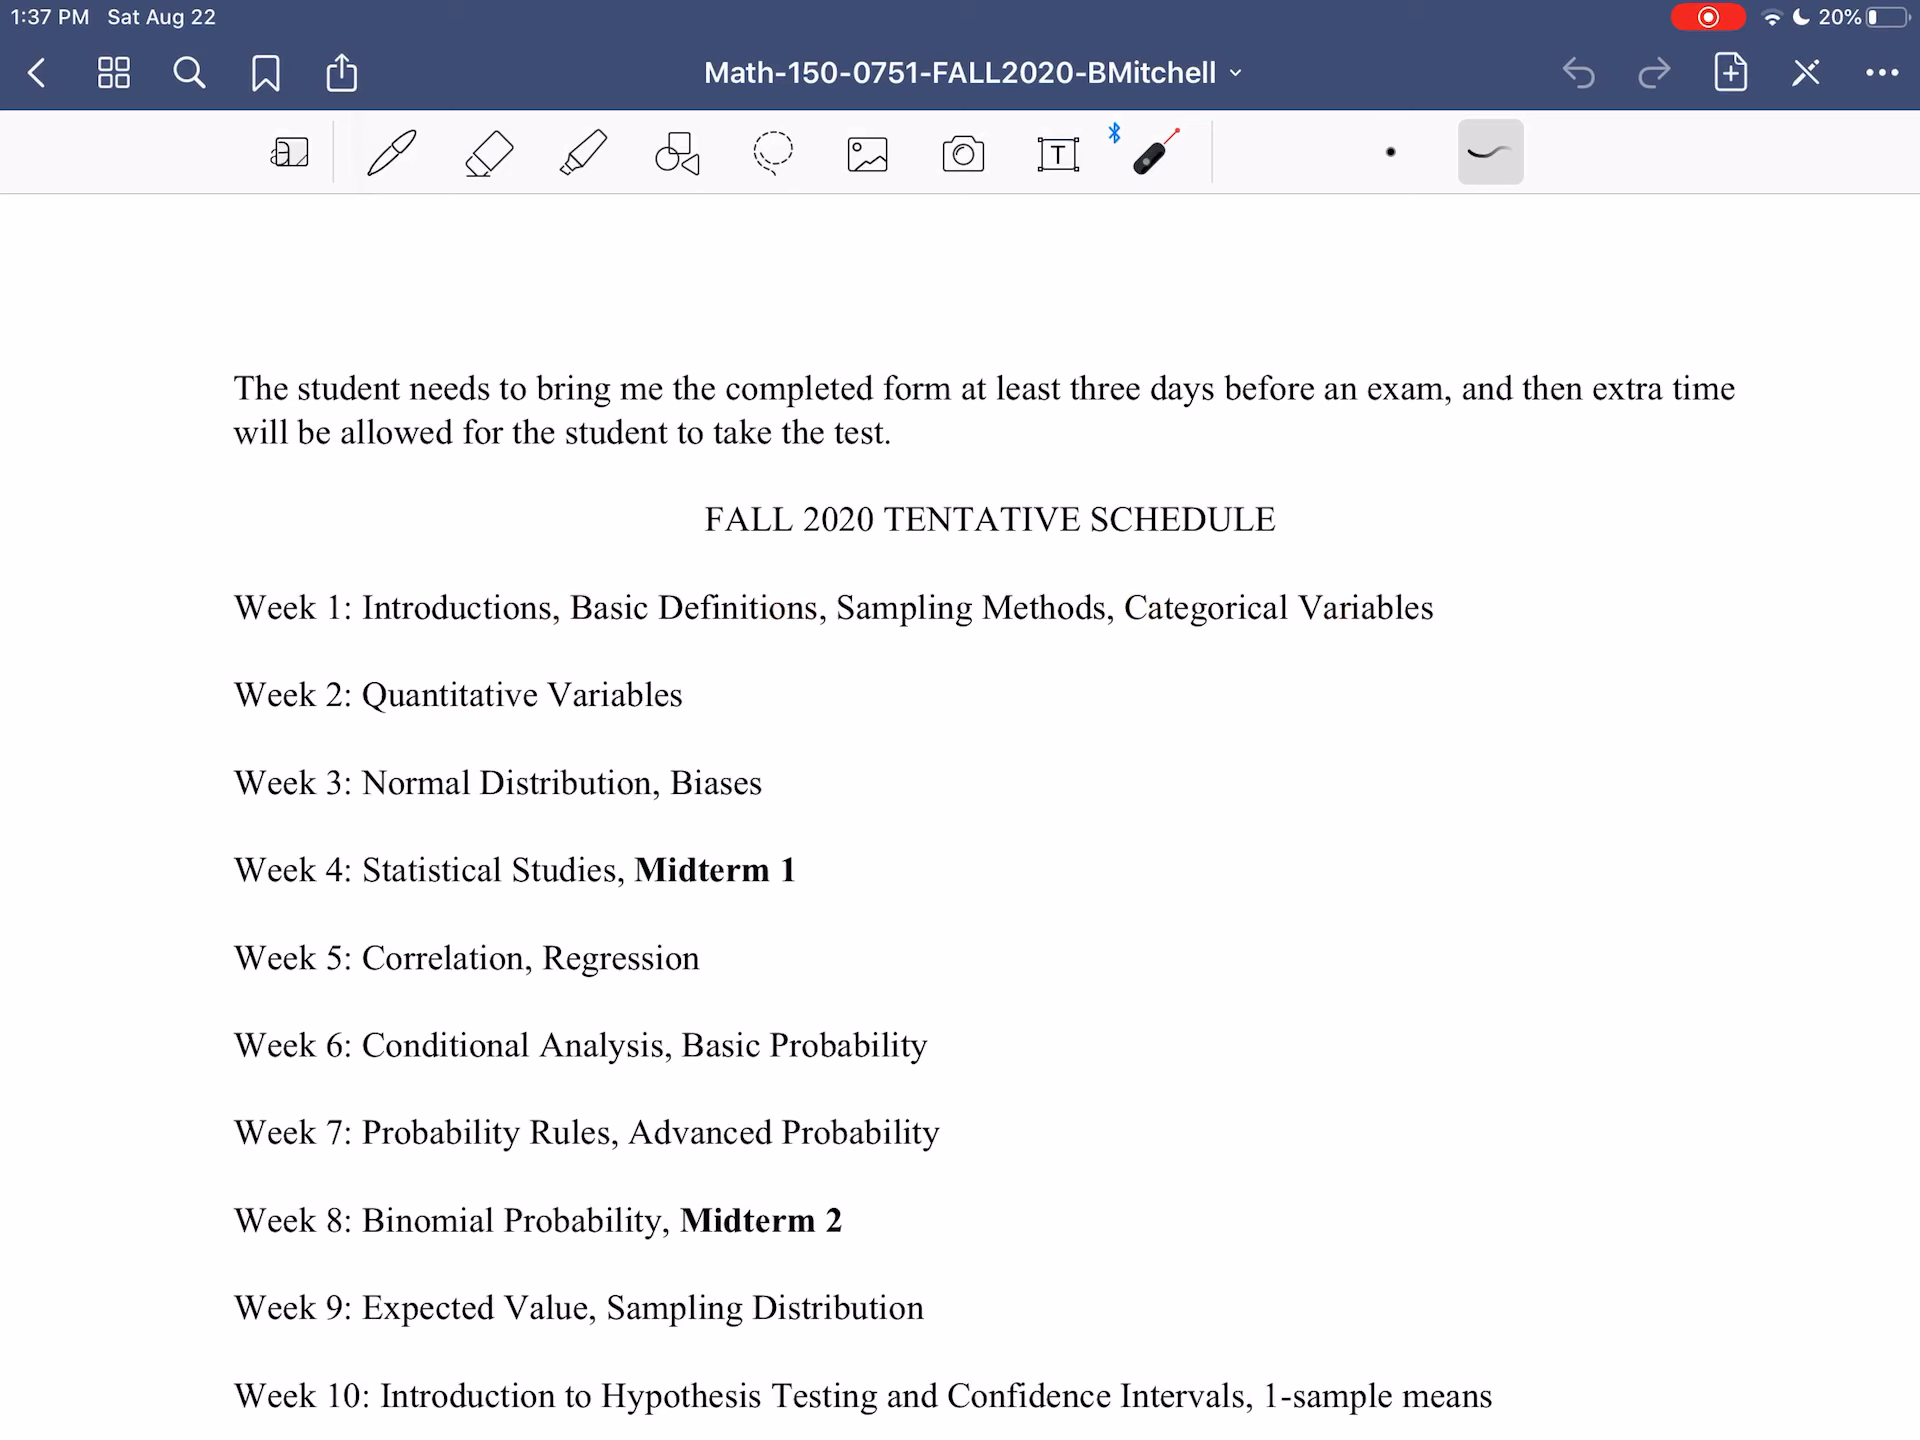 1:37 PM Sat Aug 22
20%
Math-150-0751-FALL2020-BMitchell
a
T
The student needs to bring me the completed form at least three days before an exam, and then extra time
will be allowed for the student to take the test.
FALL 2020 TENTATIVE SCHEDULE
Week 1: Introductions, Basic Definitions, Sampling Methods, Categorical Variables
Week 2: Quantitative Variables
Week 3: Normal Distribution, Biases
Week 4: Statistical Studies, Midterm 1
Week 5: Correlation, Regression
Week 6: Conditional Analysis, Basic Probability
Week 7: Probability Rules, Advanced Probability
Week 8: Binomial Probability, Midterm 2
Week 9: Expected Value, Sampling Distribution
Week 10: Introduction to Hypothesis Testing and Confidence Intervals, 1-sample means